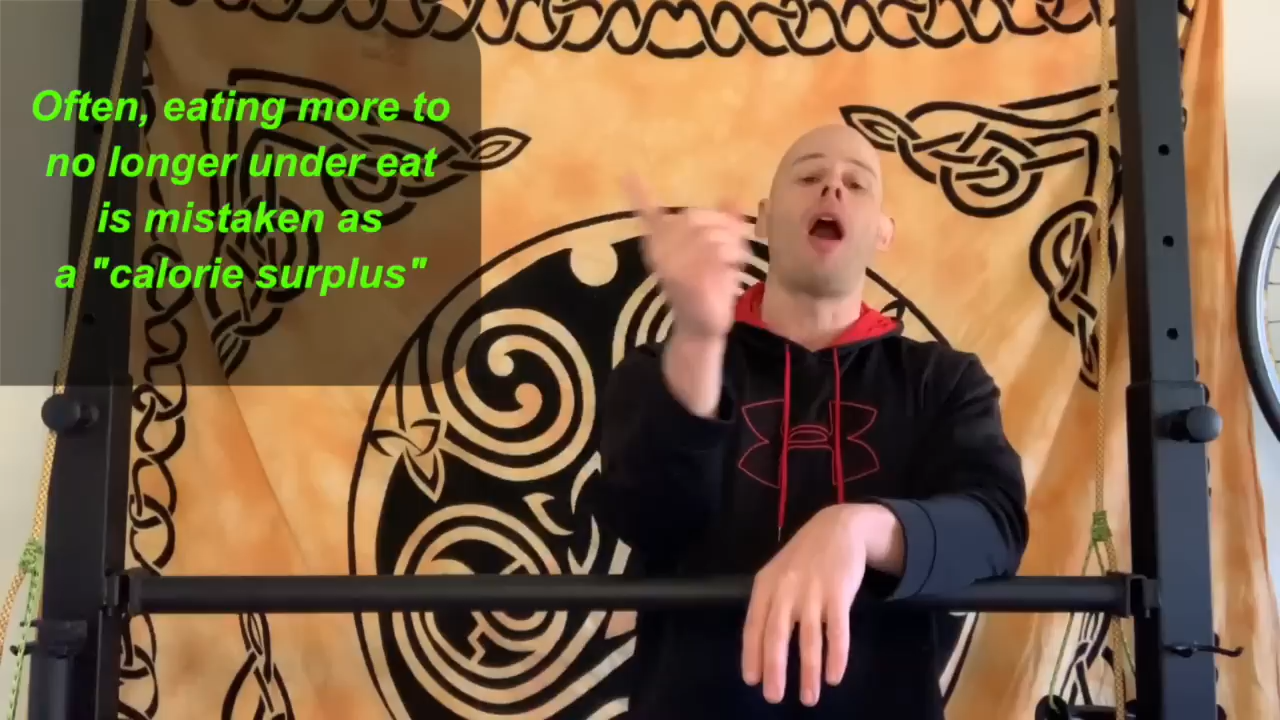 Often, eating more to
no longer under eat
is mistaken as
a "calorie surplus"